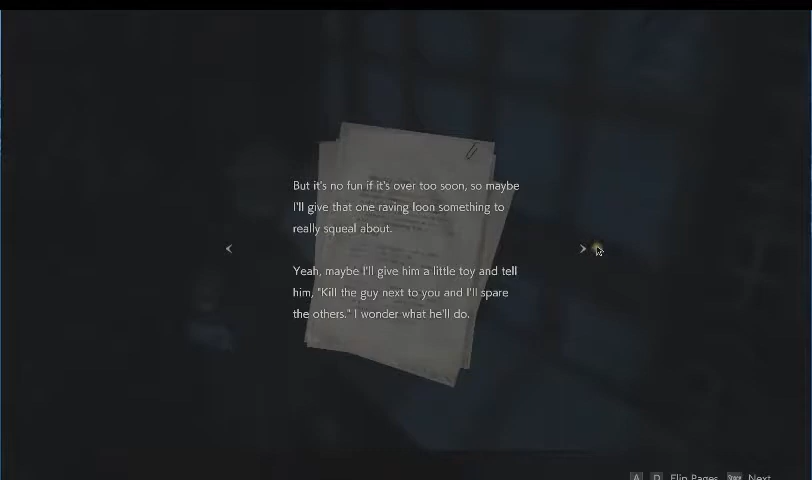 But it's no fun if it's over too soon, so maybe
I'll give that one raving loon something to
really squeal about.
Yeah, maybe I'll give him a little toy and tell
him, "Kill the guy next to you and I'll spare
the others." I wonder what he'll do.
A D Flip Pages Space Next